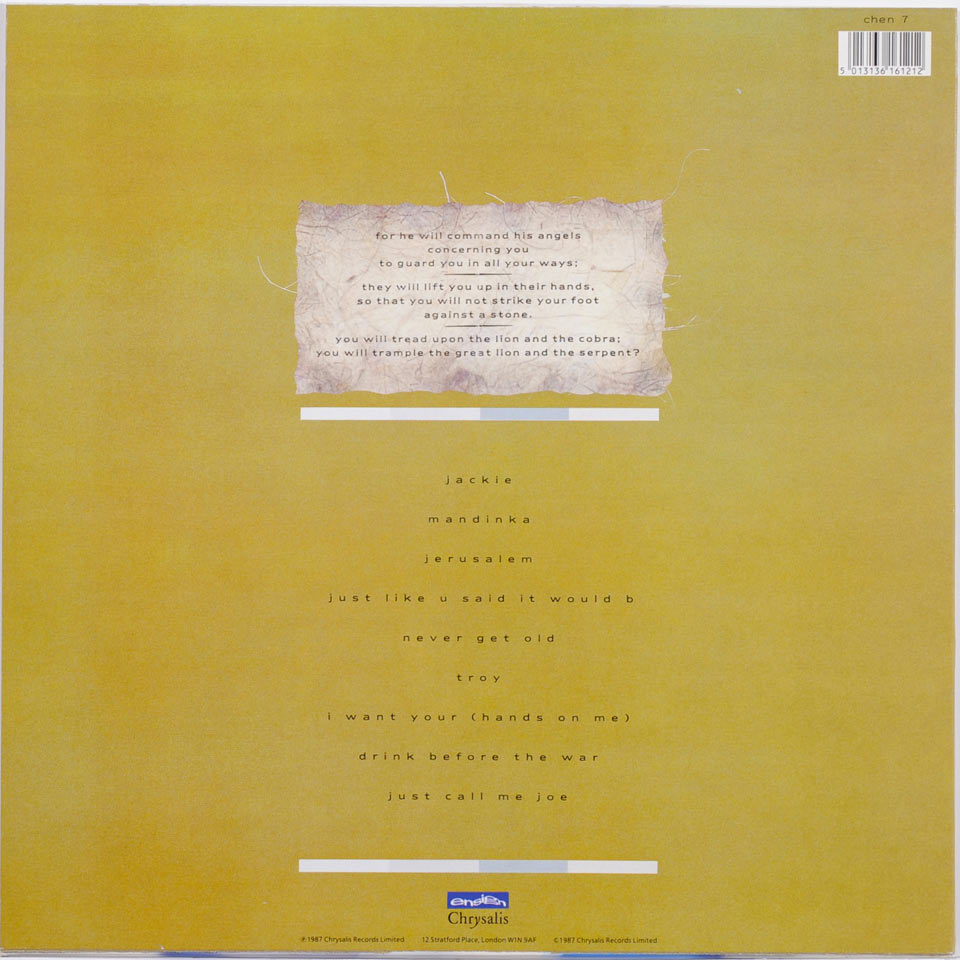 chen 7
5 013136 161212
for he will command his angels
concerning you
to guard you in all your ways;
they will lift you up in their hands,
so that you will not strike your foot
against a stone.
you will tread upon the lion and the cobra;
you will trample the great lion and the serpent?
jackie
mandinka
jerusalem
just like u said it would b
never get old
troy
i want your (hands on me)
drink before the war
just call me joe
ensign
Chrysalis
℗ 1987 Chrysalis Records Limited 12 Stratford Place, London W1N 9AF © 1987 Chrysalis Records Limited